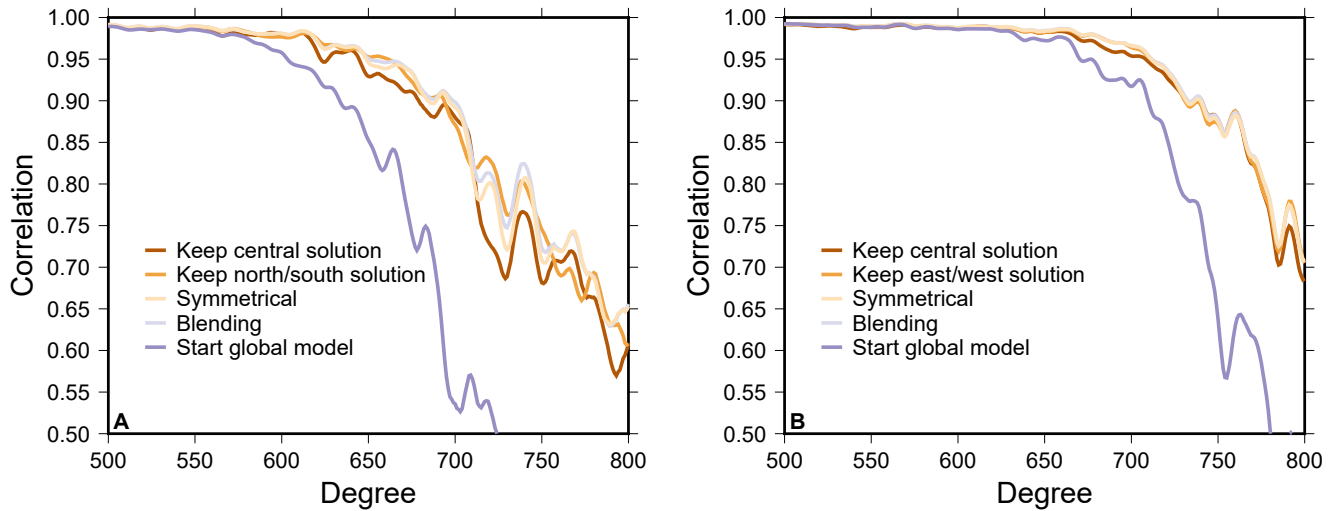 1.00
0.95
0.90
0.85
0.80
0.75
0.70
0.65
0.60
0.55
0.50
Correlation
Keep central solution
Keep north/south solution
Symmetrical
Blending
Start global model
A
500 550 600 650 700 750 800
Degree
1.00
0.95
0.90
0.85
0.80
0.75
0.70
0.65
0.60
0.55
0.50
Correlation
Keep central solution
Keep east/west solution
Symmetrical
Blending
Start global model
B
500 550 600 650 700 750 800
Degree